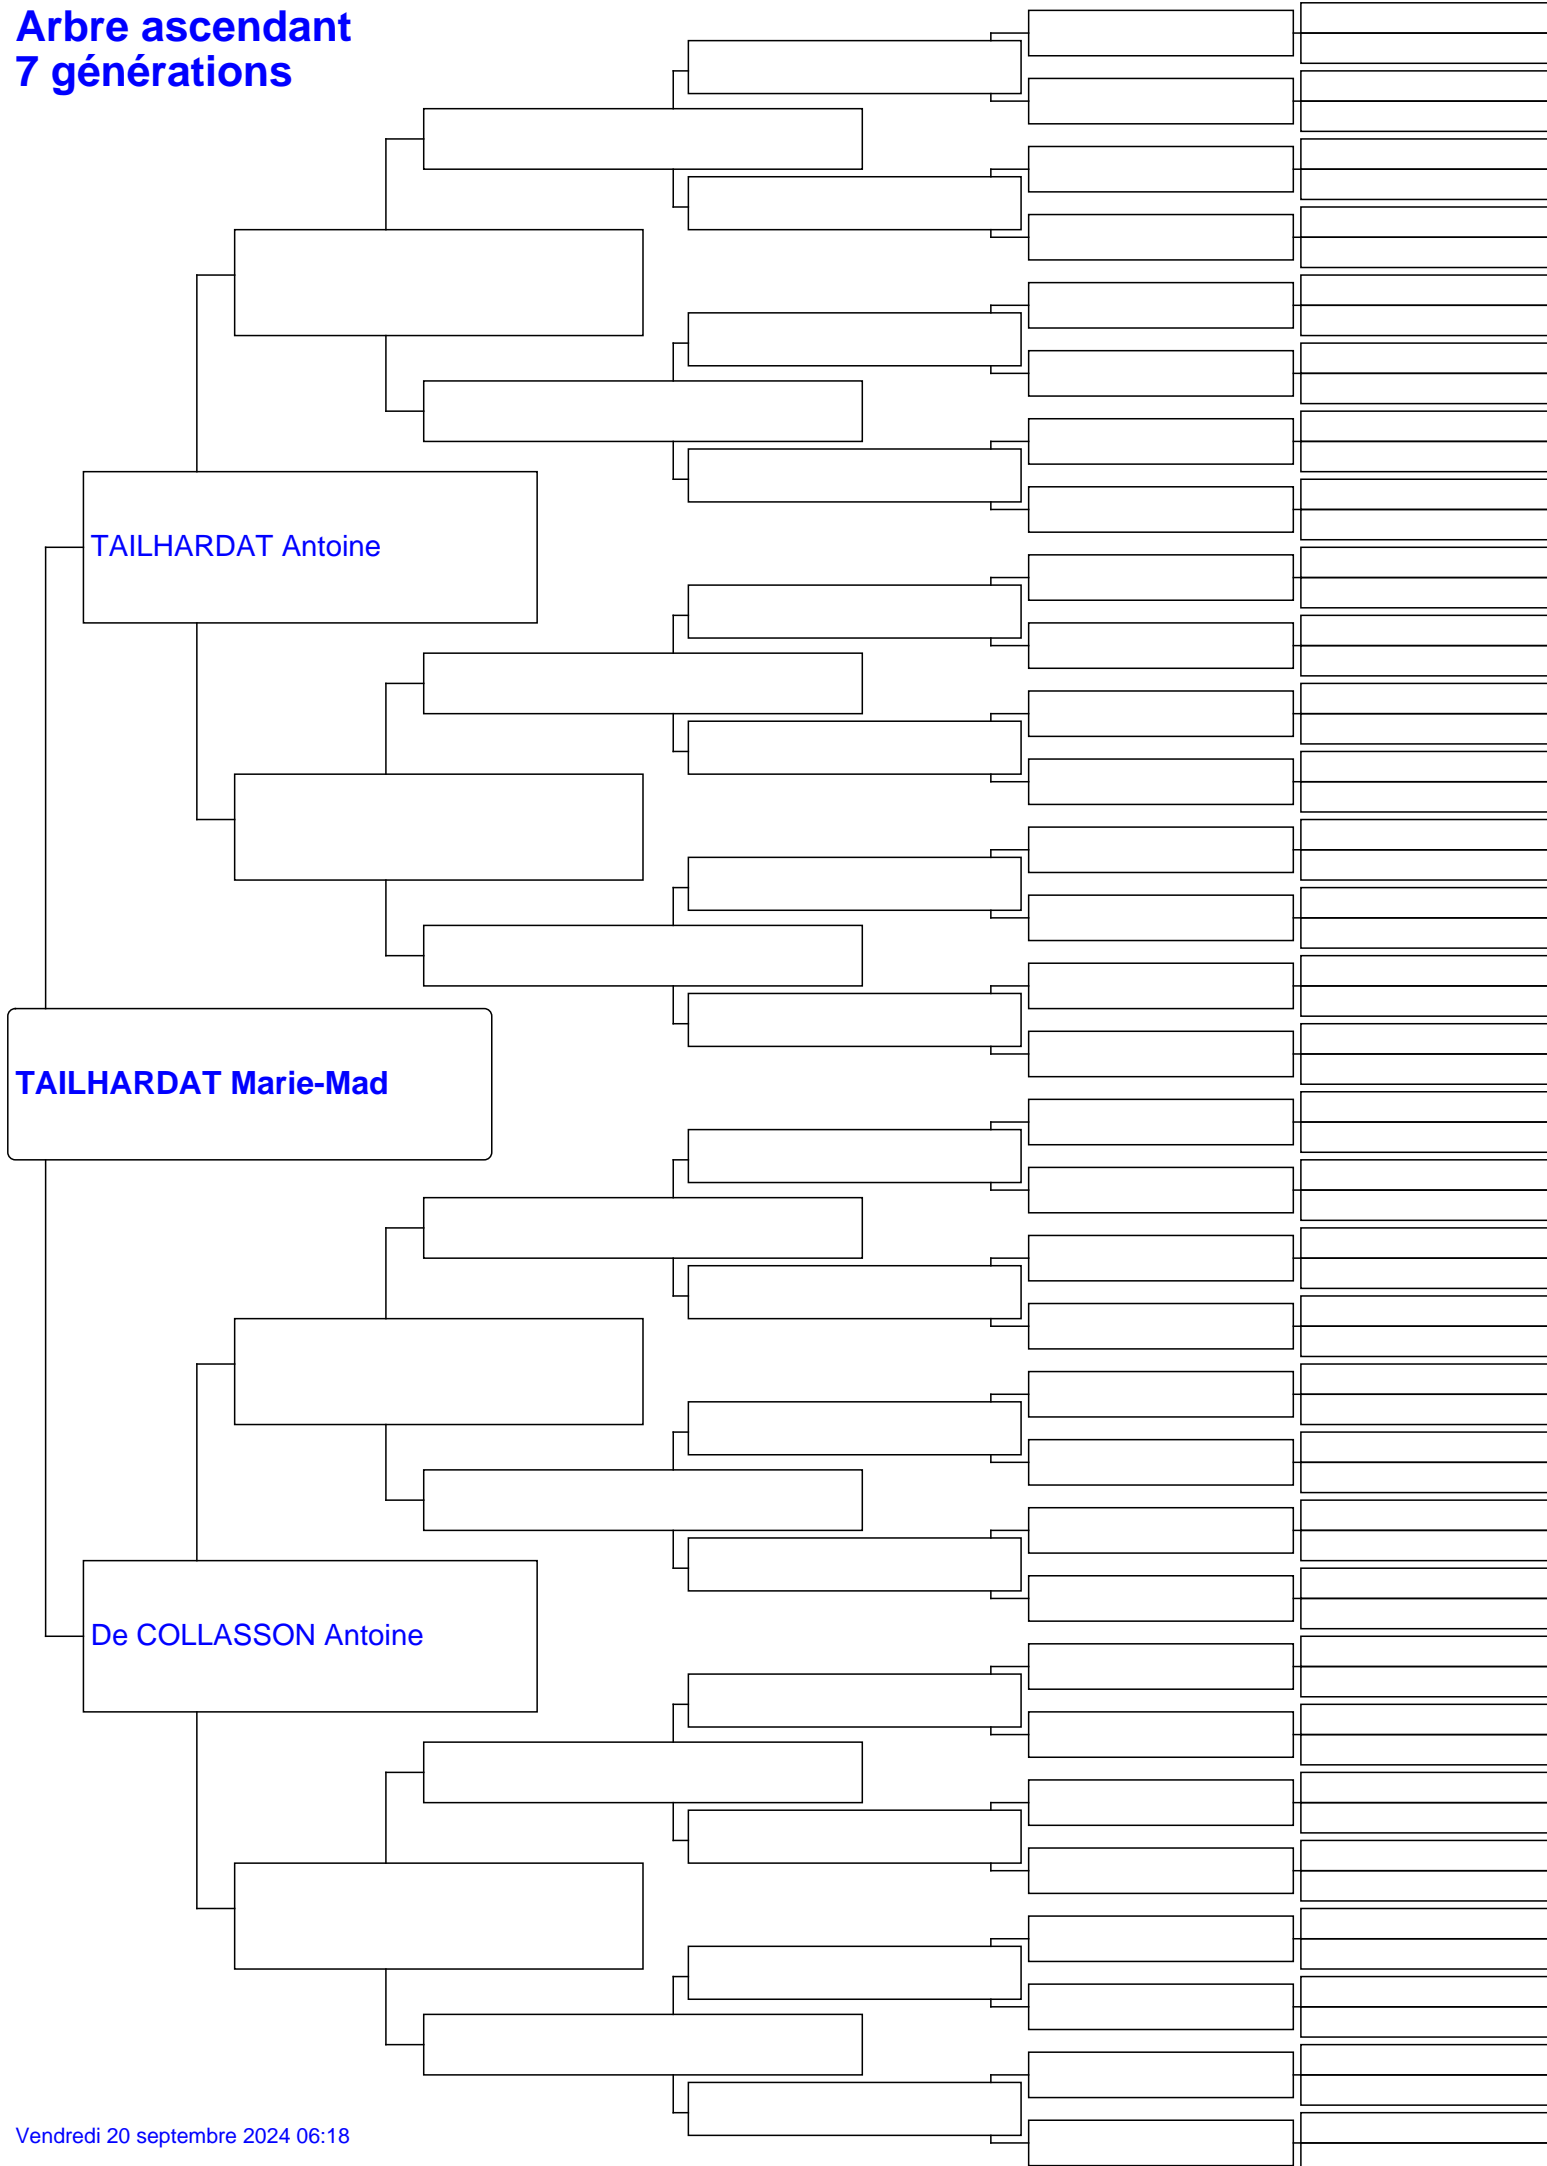 Arbre ascendant
7 générations
TAILHARDAT Antoine
TAILHARDAT Marie-Mad
De COLLASSON Antoine
Vendredi 20 septembre 2024 06:18